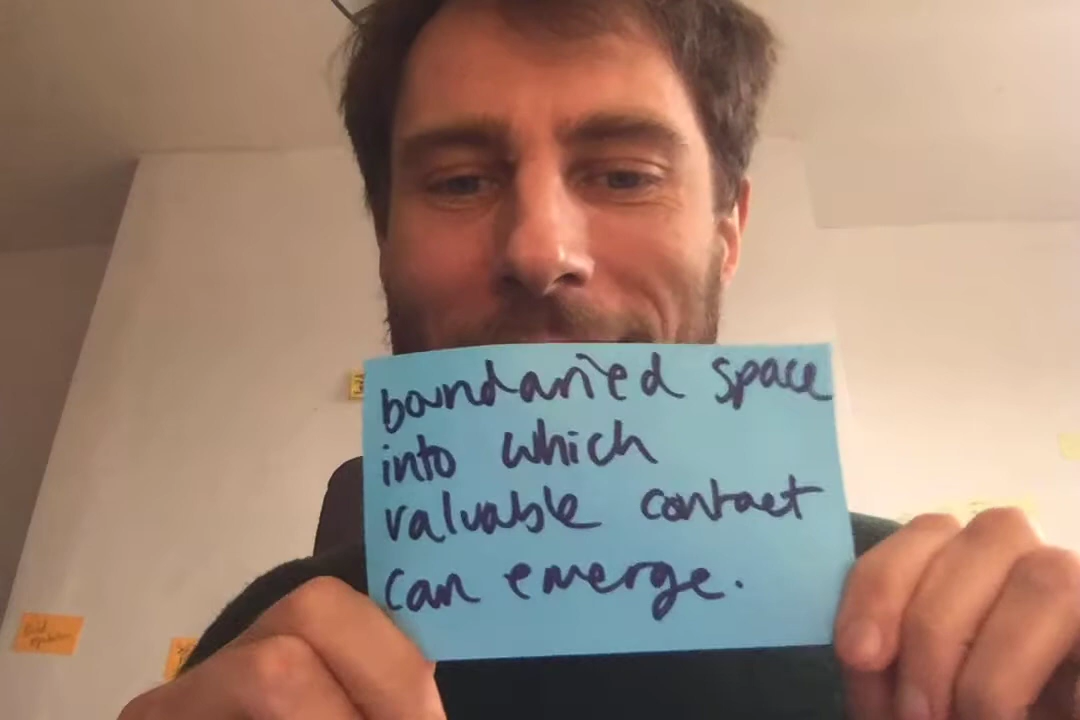 boundaried space
into which
valuable contact
can emerge.